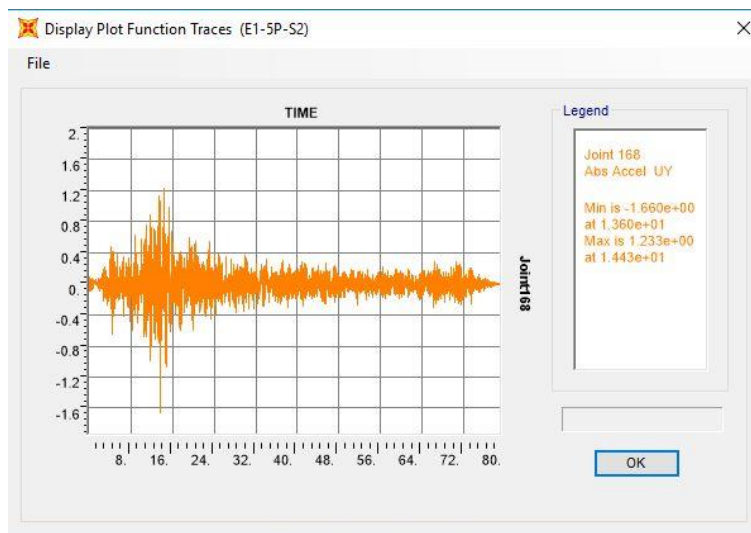 Display Plot Function Traces (E1-5P-S2)
File
TIME
2.
1.6
1.2
0.8
0.4
0.
-0.4
-0.8
-1.2
-1.6
8. 16. 24. 32. 40. 48. 56. 64. 72. 80.
Joint168
Legend
Joint 168
Abs Accel UY
Min is -1.660e+00
at 1.360e+01
Max is 1.233e+00
at 1.443e+01
OK